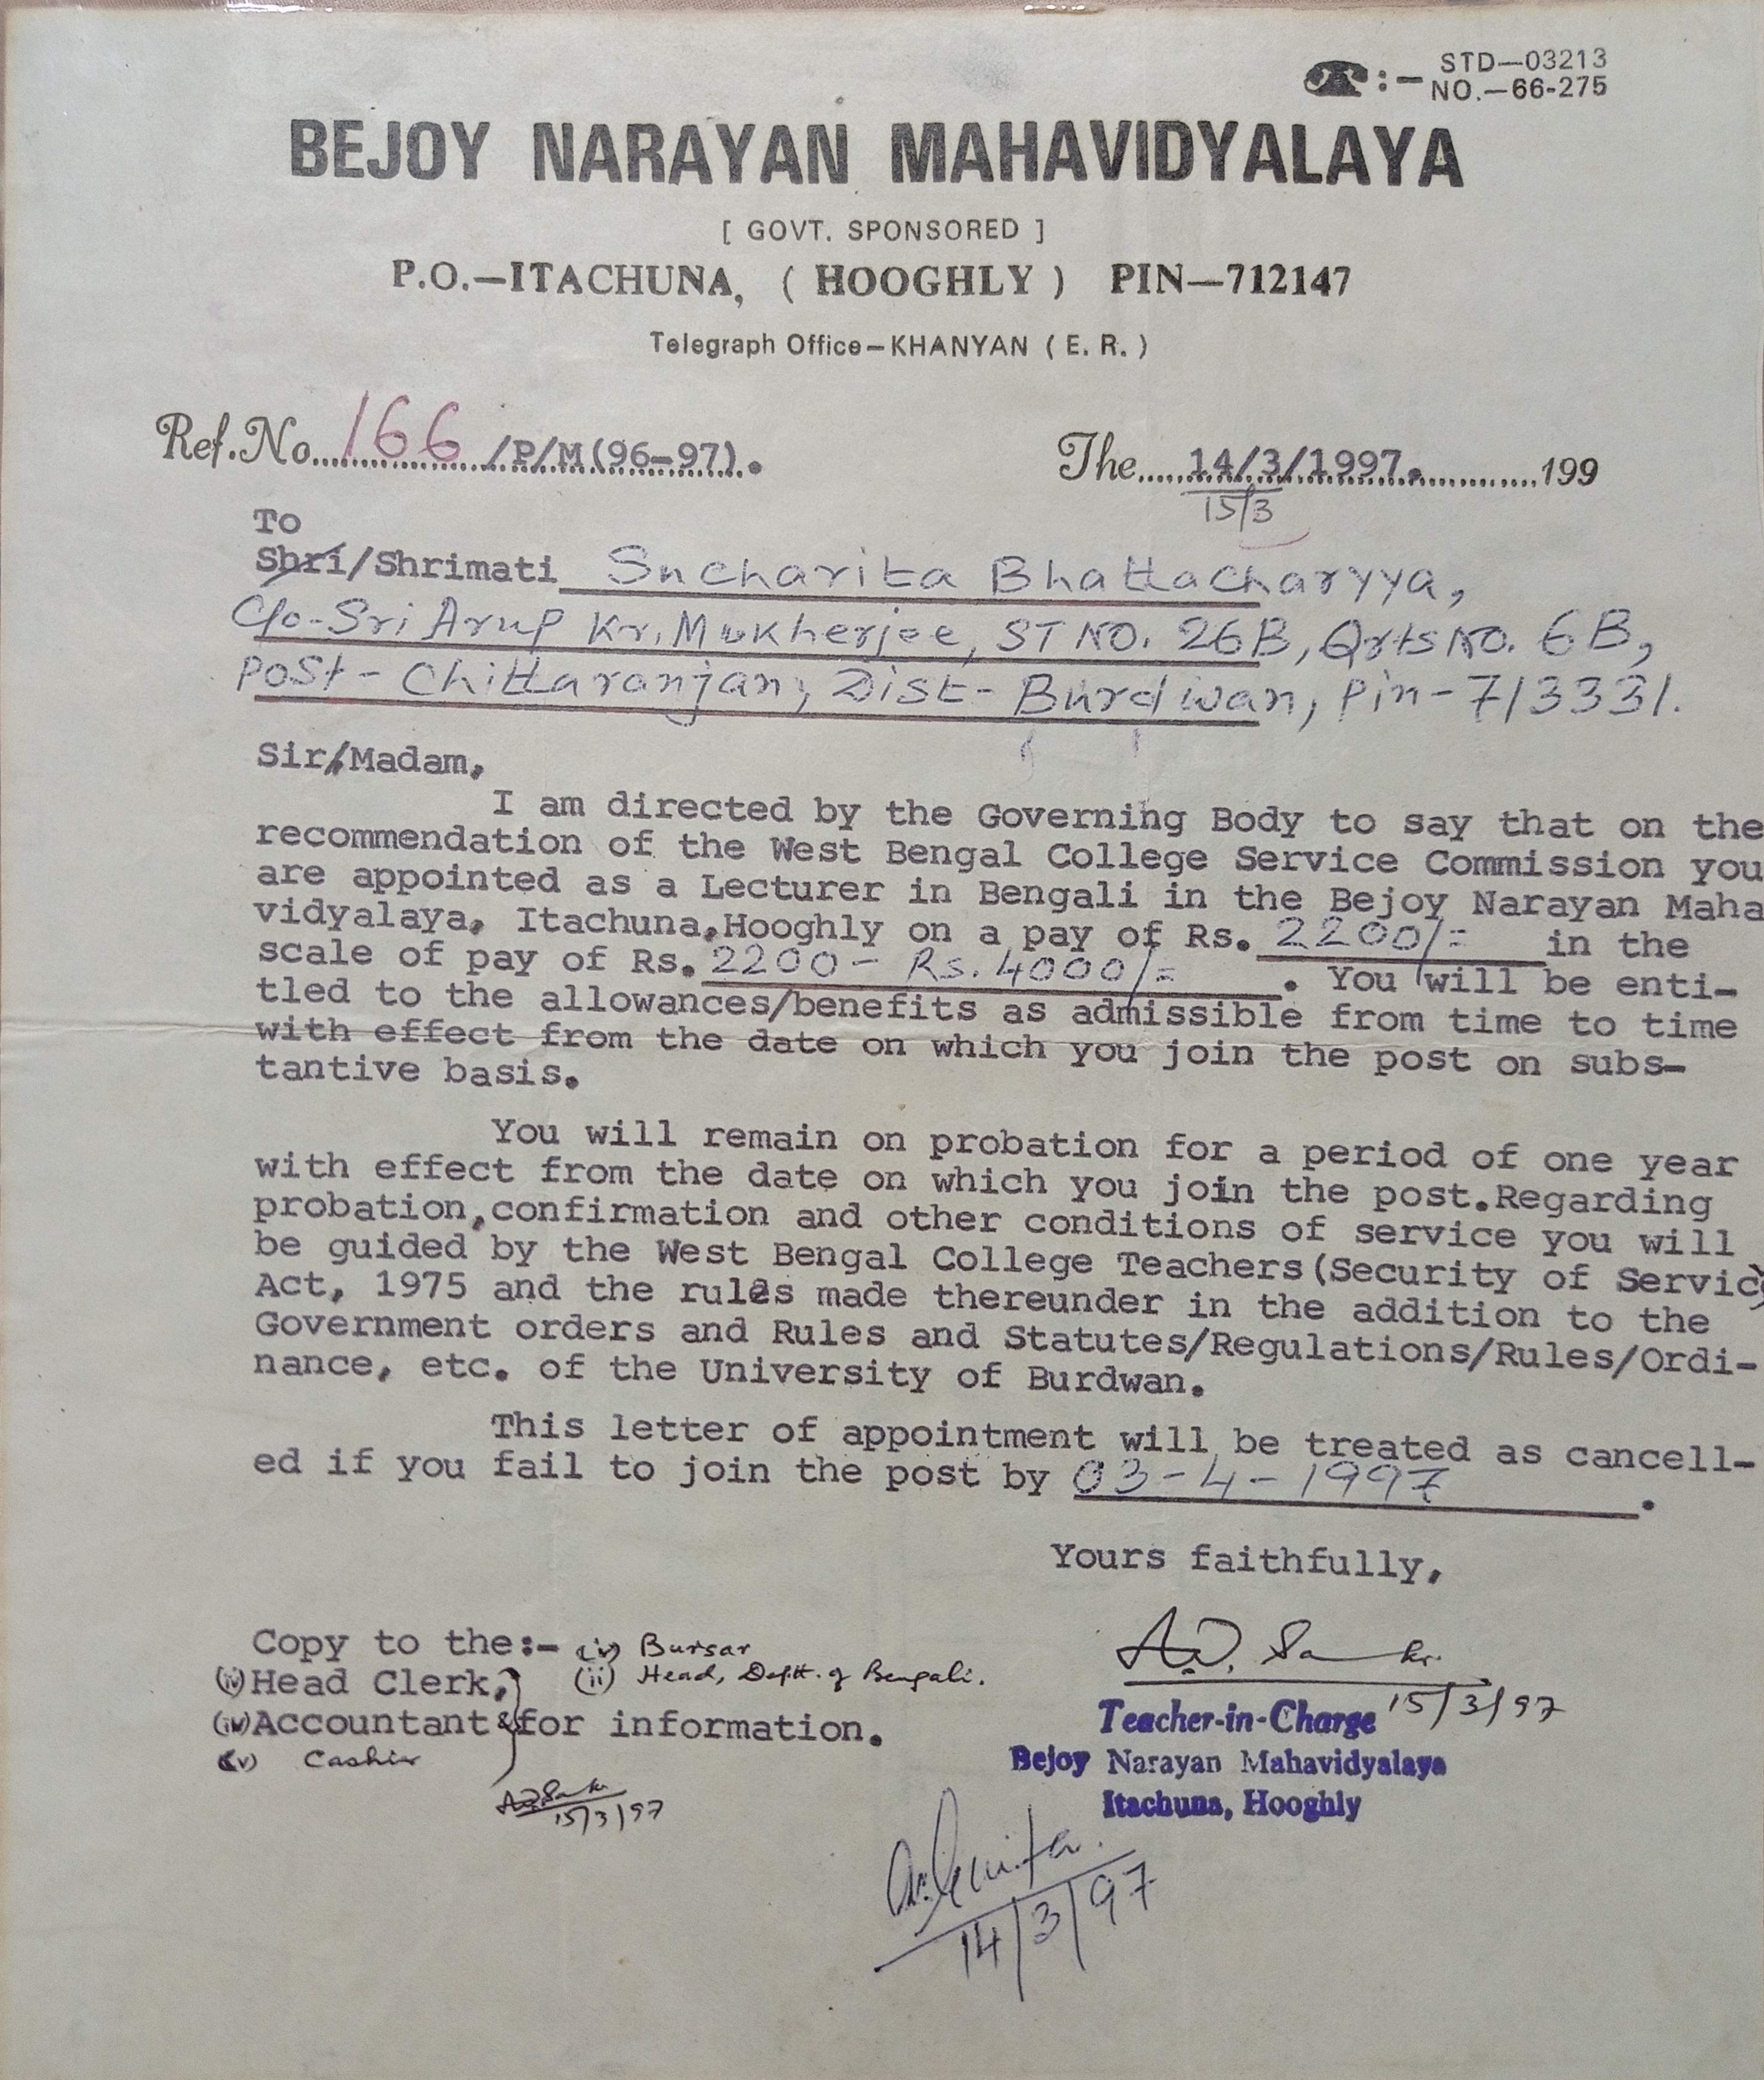 STD—03213
:— NO.—66-275
BEJOY NARAYAN MAHAVIDYALAYA
[ GOVT. SPONSORED ]
P.O.—ITACHUNA, ( HOOGHLY ) PIN—712147
Telegraph Office—KHANYAN ( E. R. )
Ref.No. 166 /P/M(96-97). The 14/3/1997. 199
15/3
To
Shri/Shrimati Sucharita Bhattacharyya,
C/o-Sri Arup Kr. Mukherjee, ST NO. 26B, Qrts No. 6B,
Post- Chittaranjan, Dist- Burdwan, Pin- 713331.
Sir/Madam,
I am directed by the Governing Body to say that on the
recommendation of the West Bengal College Service Commission you
are appointed as a Lecturer in Bengali in the Bejoy Narayan Maha
vidyalaya, Itachuna,Hooghly on a pay of Rs. 2200/= in the
scale of pay of Rs. 2200- Rs. 4000/= . You will be enti-
tled to the allowances/benefits as admissible from time to time
with effect from the date on which you join the post on subs-
tantive basis.
You will remain on probation for a period of one year
with effect from the date on which you join the post.Regarding
probation,confirmation and other conditions of service you will
be guided by the West Bengal College Teachers(Security of Servic
Act, 1975 and the rules made thereunder in the addition to the
Government orders and Rules and Statutes/Regulations/Rules/Ordi-
nance, etc. of the University of Burdwan.
This letter of appointment will be treated as cancell-
ed if you fail to join the post by 03-4-1997 .
Yours faithfully,
Copy to the:- Bursar
Head Clerk, (ii) Head, Deptt. of Bengali.
Accountant & for information.
(v) Cashier
15/3/97
15/3/97
Teacher-in-Charge
Bejoy Narayan Mahavidyalaya
Itachuna, Hooghly
14/3/97